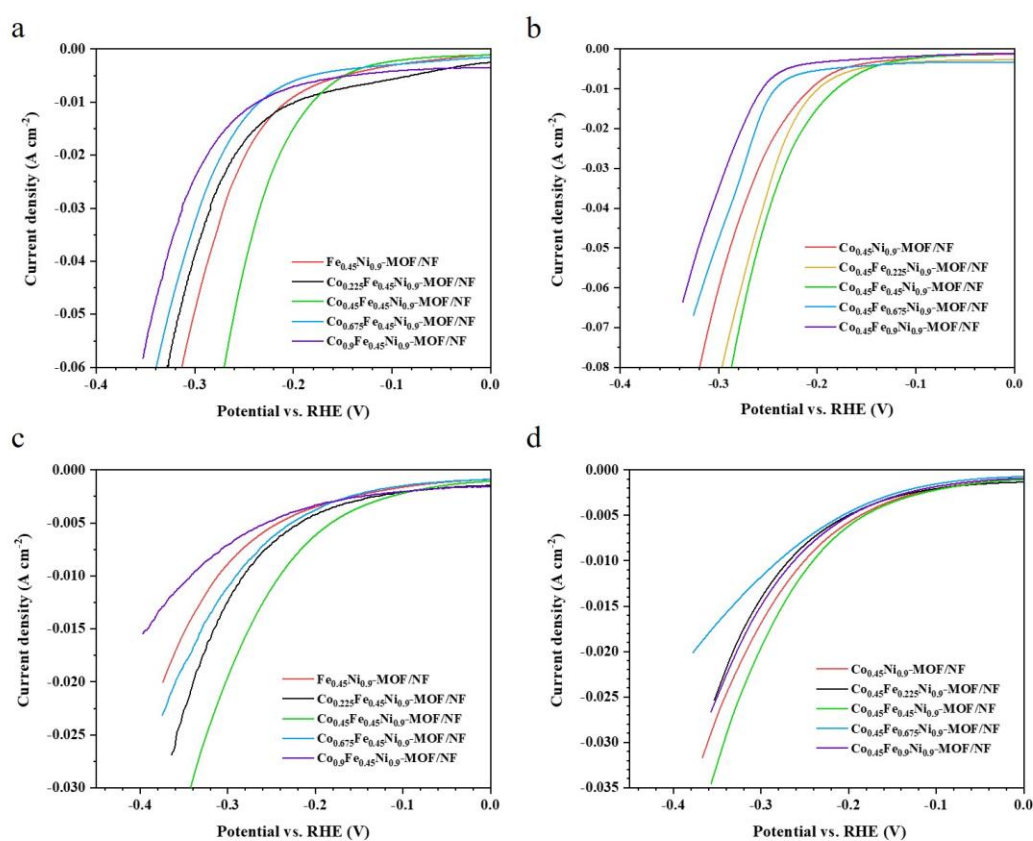 a
0.00
-0.01
-0.02
-0.03
-0.04
-0.05
-0.06
-0.4
-0.3
-0.2
-0.1
0.0
Current density (A cm-2)
Potential vs. RHE (V)
Fe0.45Ni0.9-MOF/NF
Co0.225Fe0.45Ni0.9-MOF/NF
Co0.45Fe0.45Ni0.9-MOF/NF
Co0.675Fe0.45Ni0.9-MOF/NF
Co0.9Fe0.45Ni0.9-MOF/NF
b
0.00
-0.01
-0.02
-0.03
-0.04
-0.05
-0.06
-0.07
-0.08
-0.4
-0.3
-0.2
-0.1
0.0
Current density (A cm-2)
Potential vs. RHE (V)
Co0.45Ni0.9-MOF/NF
Co0.45Fe0.225Ni0.9-MOF/NF
Co0.45Fe0.45Ni0.9-MOF/NF
Co0.45Fe0.675Ni0.9-MOF/NF
Co0.45Fe0.9Ni0.9-MOF/NF
c
0.000
-0.005
-0.010
-0.015
-0.020
-0.025
-0.030
-0.4
-0.3
-0.2
-0.1
0.0
Current density (A cm-2)
Potential vs. RHE (V)
Fe0.45Ni0.9-MOF/NF
Co0.225Fe0.45Ni0.9-MOF/NF
Co0.45Fe0.45Ni0.9-MOF/NF
Co0.675Fe0.45Ni0.9-MOF/NF
Co0.9Fe0.45Ni0.9-MOF/NF
d
0.000
-0.005
-0.010
-0.015
-0.020
-0.025
-0.030
-0.035
-0.4
-0.3
-0.2
-0.1
0.0
Current density (A cm-2)
Potential vs. RHE (V)
Co0.45Ni0.9-MOF/NF
Co0.45Fe0.225Ni0.9-MOF/NF
Co0.45Fe0.45Ni0.9-MOF/NF
Co0.45Fe0.675Ni0.9-MOF/NF
Co0.45Fe0.9Ni0.9-MOF/NF